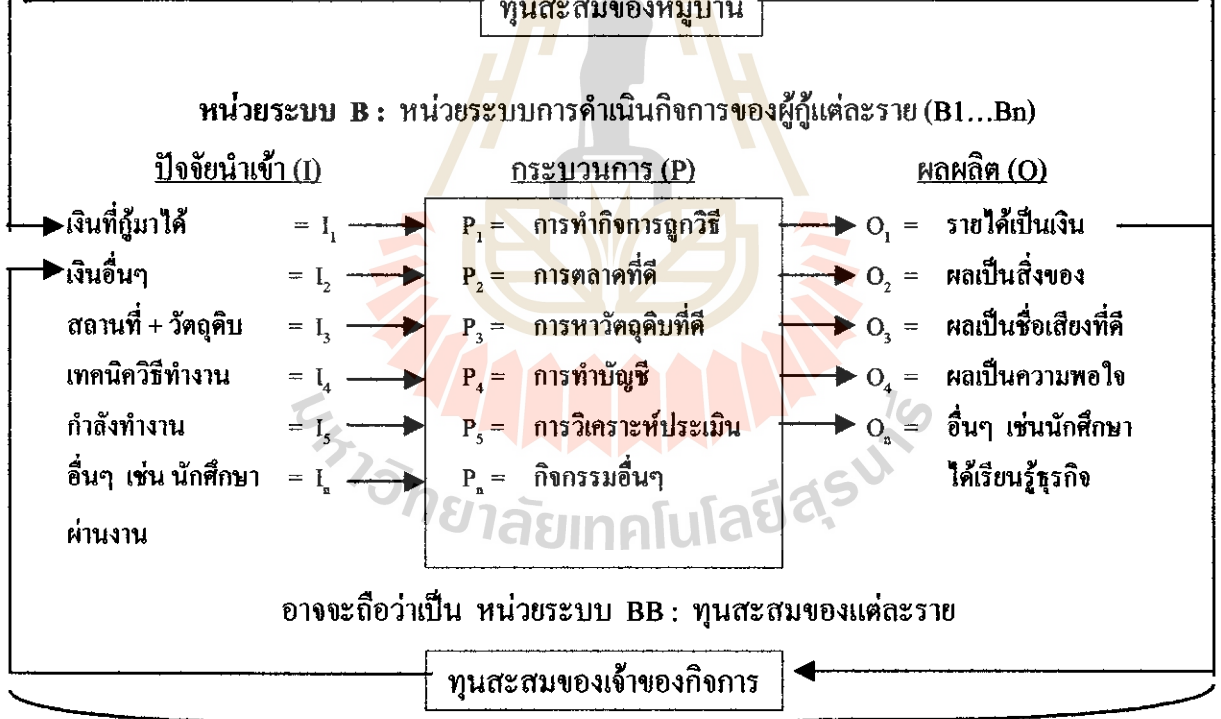 ทุนสะสมของหมู่บ้าน
หน่วยระบบ B : หน่วยระบบการดำเนินกิจการของผู้กู้แต่ละราย (B1...Bn)
ปัจจัยนำเข้า (I) กระบวนการ (P) ผลผลิต (O)
เงินที่กู้มาได้ = I₁ P₁ = การทำกิจการถูกวิธี O₁ = รายได้เป็นเงิน
เงินอื่นๆ = I₂ P₂ = การตลาดที่ดี O₂ = ผลเป็นสิ่งของ
สถานที่ + วัตถุดิบ = I₃ P₃ = การหาวัตถุดิบที่ดี O₃ = ผลเป็นชื่อเสียงที่ดี
เทคนิควิธีทำงาน = I₄ P₄ = การทำบัญชี O₄ = ผลเป็นความพอใจ
กำลังทำงาน = I₅ P₅ = การวิเคราะห์ประเมิน Oₙ = อื่นๆ เช่นนักศึกษา
อื่นๆ เช่น นักศึกษา = Iₙ Pₙ = กิจกรรมอื่นๆ ได้เรียนรู้ธุรกิจ
ผ่านงาน
มหาวิทยาลัยเทคโนโลยีสุรนารี
อาจจะถือว่าเป็น หน่วยระบบ BB : ทุนสะสมของแต่ละราย
ทุนสะสมของเจ้าของกิจการ